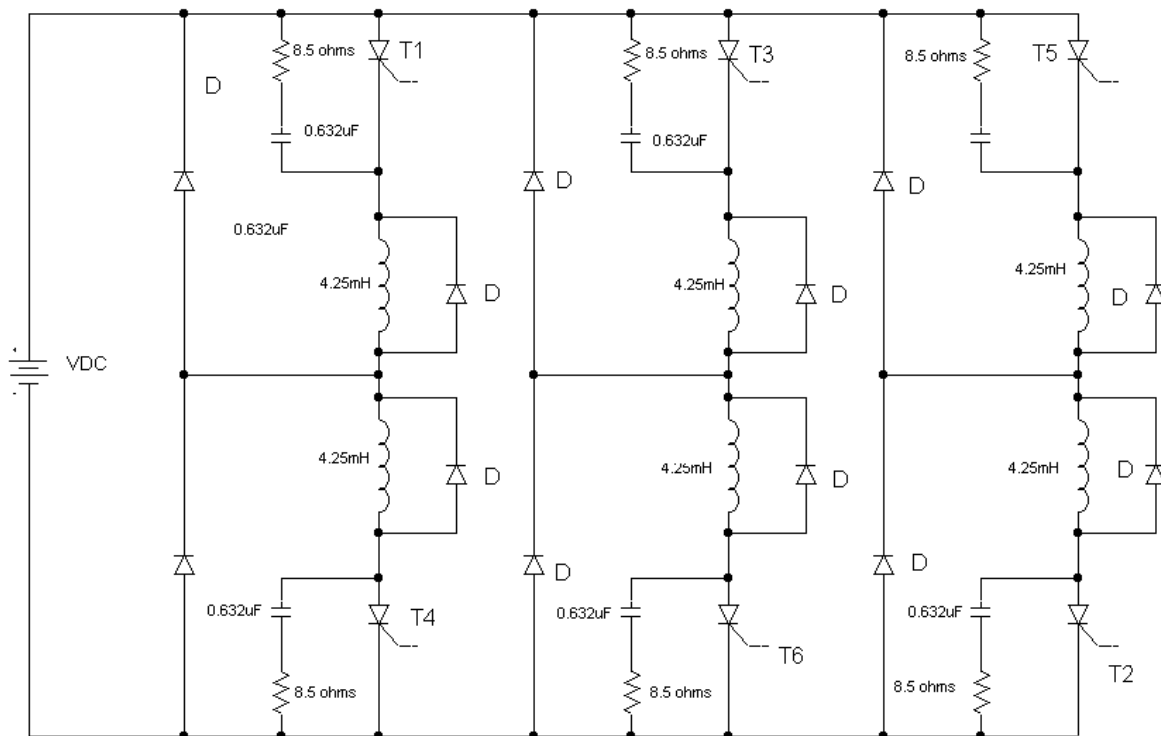 8.5 ohms
T1
8.5 ohms
T3
8.5 ohms
T5
D
0.632uF
0.632uF
D
D
0.632uF
4.25mH
D
4.25mH
D
4.25mH
D
+
VDC
-
4.25mH
D
4.25mH
D
4.25mH
D
D
D
0.632uF
T4
0.632uF
T6
0.632uF
T2
8.5 ohms
8.5 ohms
8.5 ohms